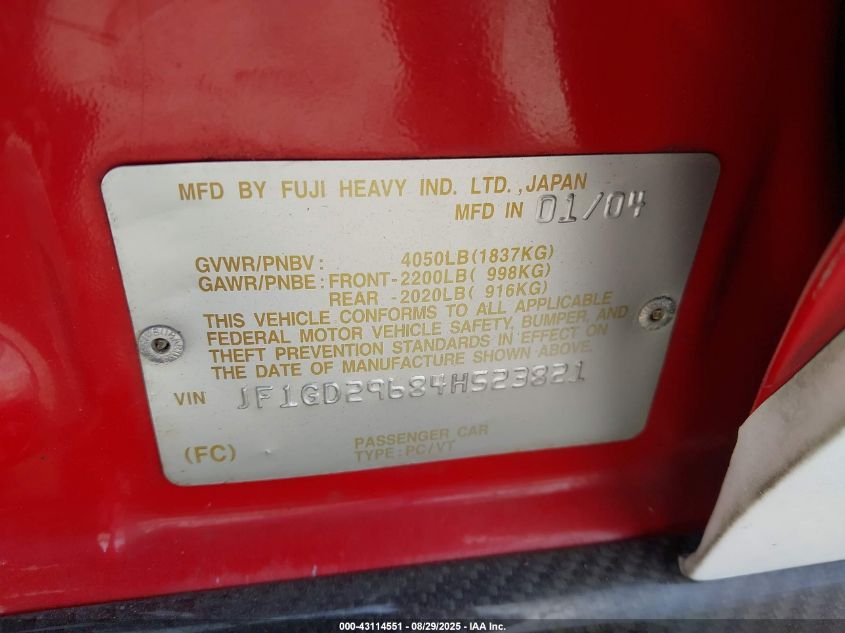 MFD BY FUJI HEAVY IND. LTD., JAPAN
MFD IN 01/04
GVWR/PNBV: 4050LB(1837KG)
GAWR/PNBE: FRONT-2200LB( 998KG)
REAR -2020LB( 916KG)
THIS VEHICLE CONFORMS TO ALL APPLICABLE
FEDERAL MOTOR VEHICLE SAFETY, BUMPER, AND
THEFT PREVENTION STANDARDS IN EFFECT ON
THE DATE OF MANUFACTURE SHOWN ABOVE.
VIN JF1GD29684H523821
(FC) PASSENGER CAR
TYPE: PC/VT
000-43114551 - 08/29/2025 - IAA Inc.